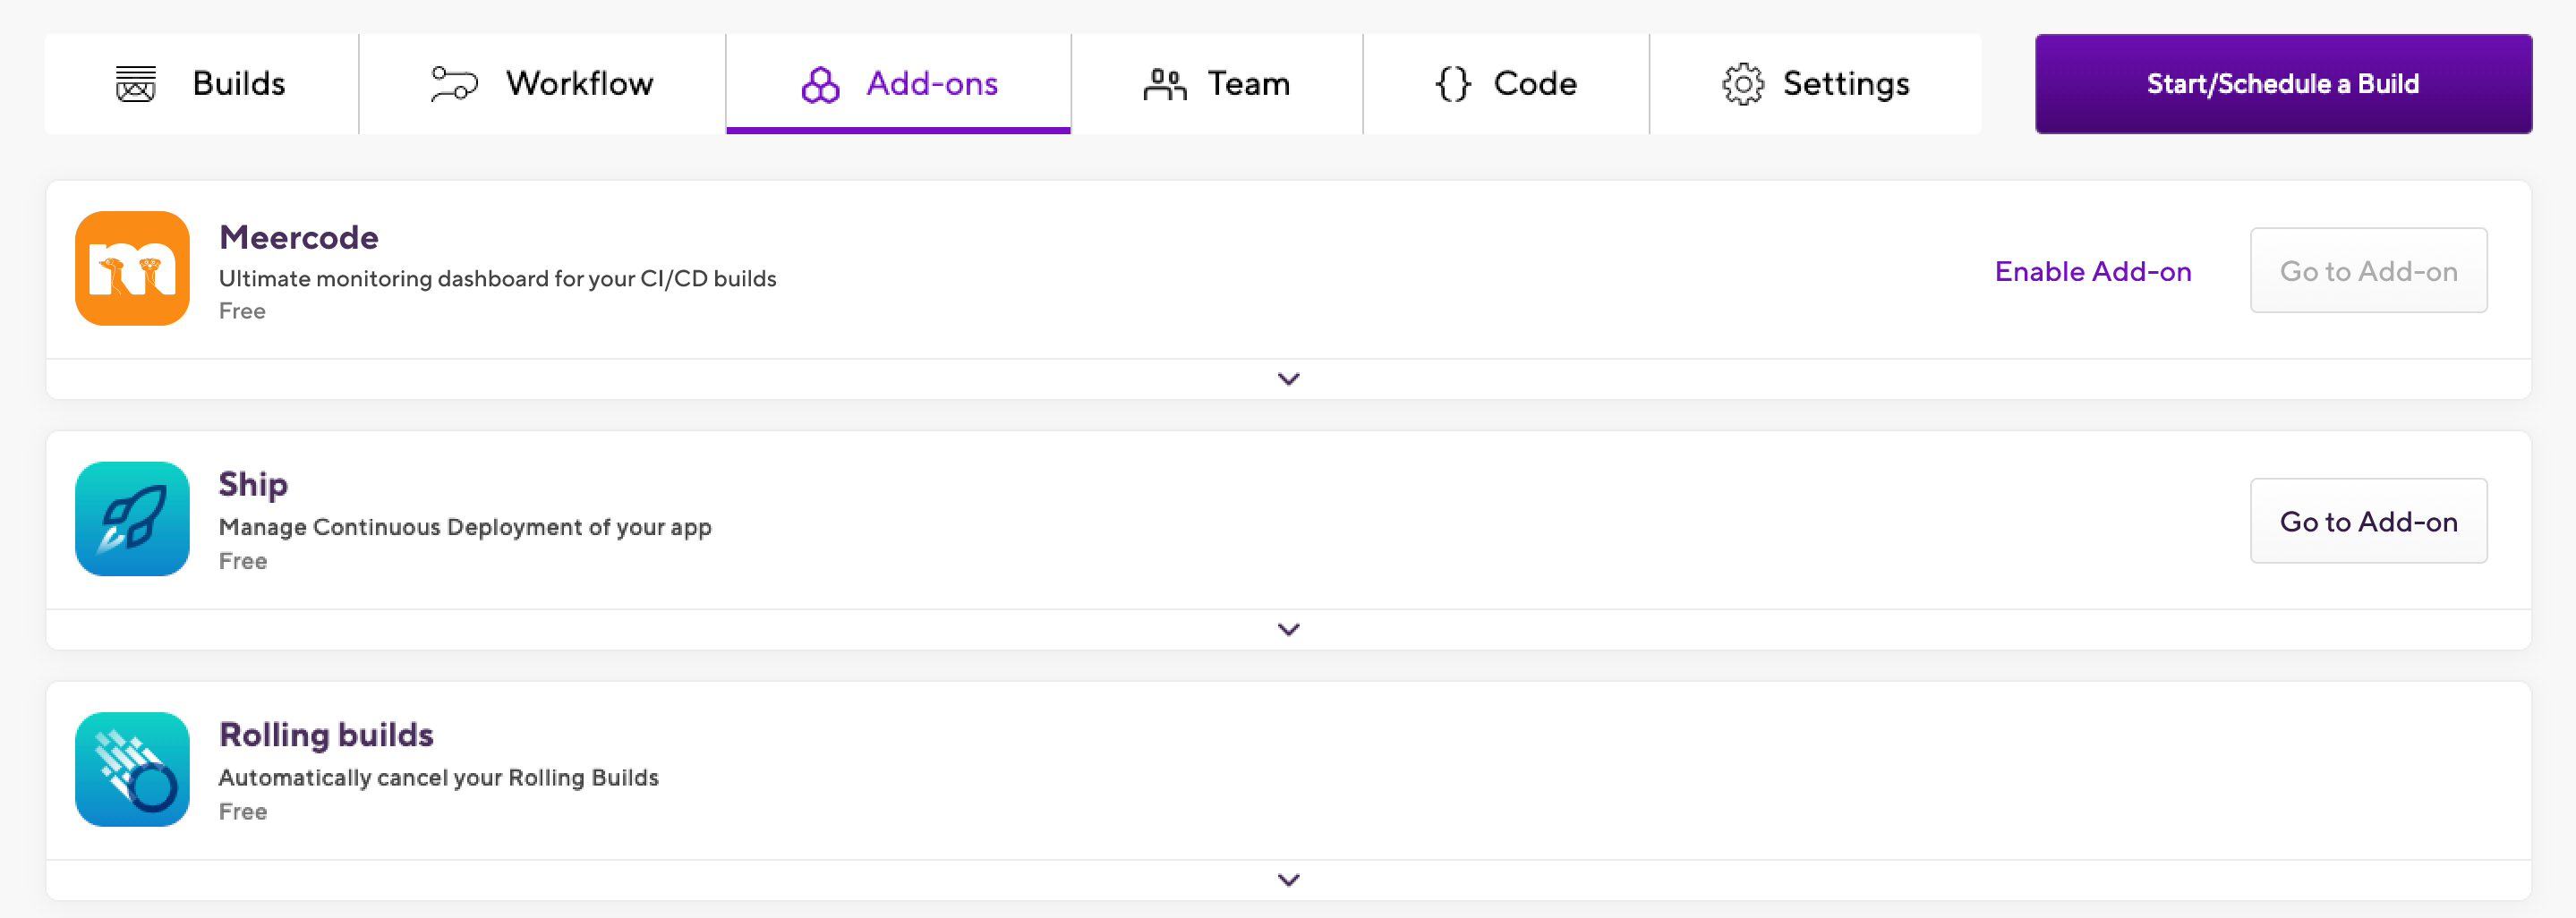 Builds
Workflow
Add-ons
Team
Code
Settings
Start/Schedule a Build
Meercode
Ultimate monitoring dashboard for your CI/CD builds
Free
Enable Add-on
Go to Add-on
Ship
Manage Continuous Deployment of your app
Free
Go to Add-on
Rolling builds
Automatically cancel your Rolling Builds
Free